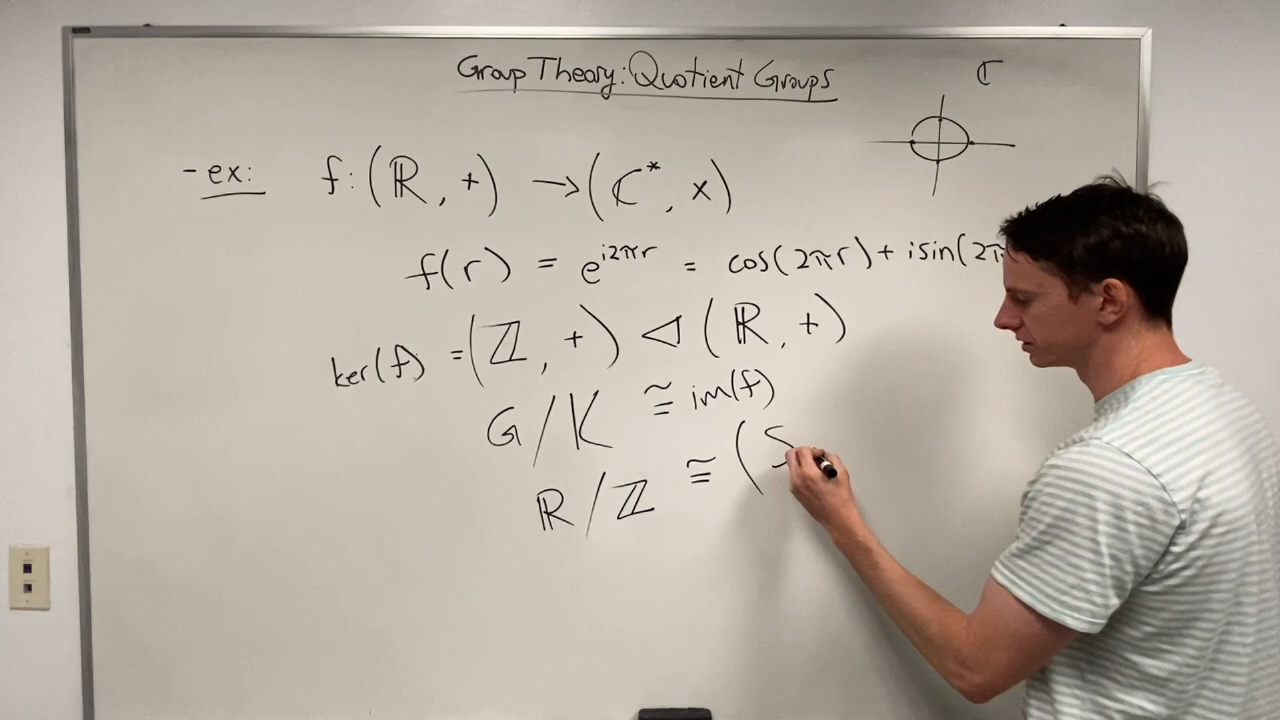 Group Theory: Quotient Groups
ℂ
- ex: f: (ℝ, +) → (ℂ*, x)
f(r) = e^{i2πr} = cos(2πr) + isin(2π
ker(f) = (ℤ, +) ⊲ (ℝ, +)
G/K ≅ im(f)
ℝ/ℤ ≅ (S